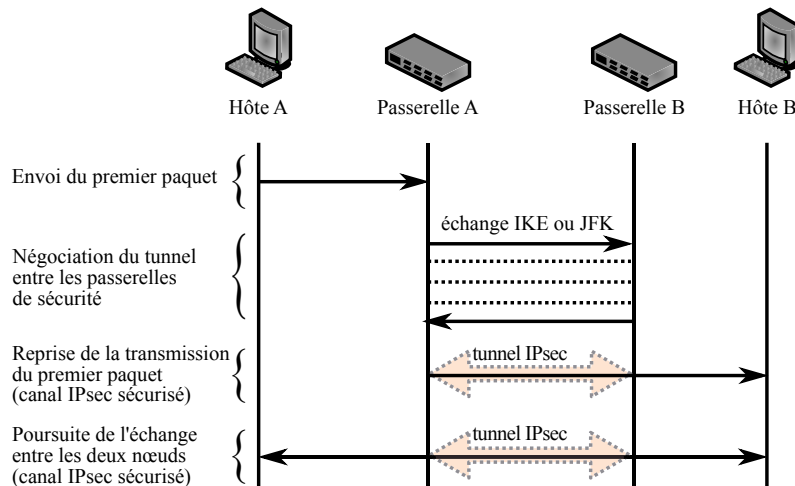 Hôte A
Passerelle A
Passerelle B
Hôte B
Envoi du premier paquet
échange IKE ou JFK
Négociation du tunnel
entre les passerelles
de sécurité
Reprise de la transmission
du premier paquet
(canal IPsec sécurisé)
tunnel IPsec
Poursuite de l'échange
entre les deux nœuds
(canal IPsec sécurisé)
tunnel IPsec